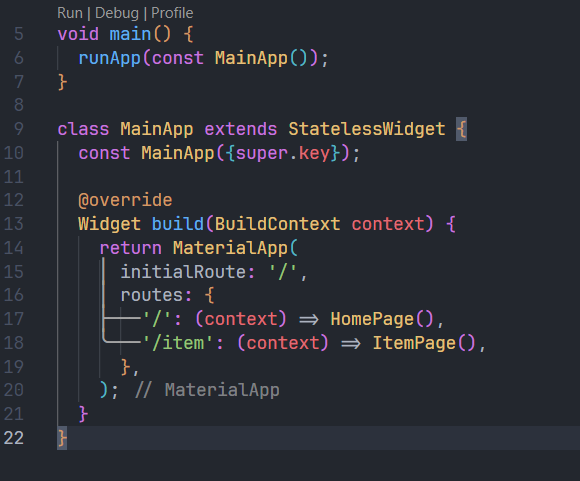 Run | Debug | Profile
5 void main() {
6   runApp(const MainApp());
7 }
8
9 class MainApp extends StatelessWidget {
10   const MainApp({super.key});
11
12   @override
13   Widget build(BuildContext context) {
14     return MaterialApp(
15       initialRoute: '/',
16       routes: {
17         '/': (context) => HomePage(),
18         '/item': (context) => ItemPage(),
19       },
20     ); // MaterialApp
21   }
22 }